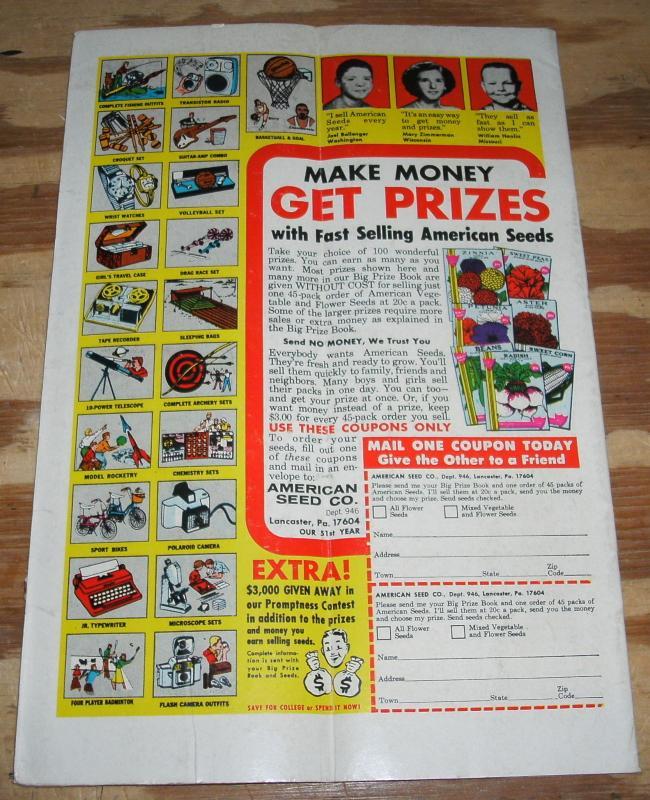 COMPLETE FISHING OUTFITS
TRANSISTOR RADIO
CROQUET SET
GUITAR-AMP COMBO
WRIST WATCHES
VOLLEYBALL SET
GIRL'S TRAVEL CASE
DRAG RACE SET
TAPE RECORDER
SLEEPING BAGS
10-POWER TELESCOPE
COMPLETE ARCHERY SETS
MODEL ROCKETRY
CHEMISTRY SETS
SPORT BIKES
POLAROID CAMERA
JR. TYPEWRITER
MICROSCOPE SETS
FOUR PLAYER BADMINTON
FLASH CAMERA OUTFITS
BASKETBALL & GOAL
"I sell American
Seeds every
year."
Joel Ballenger
Washington
"It's an easy way
to get money
and prizes."
Mary Zimmerman
Wisconsin
"They sell as
fast as I can
show them."
William Hanlin
Missouri
MAKE MONEY
GET PRIZES
with Fast Selling American Seeds
Take your choice of 100 wonderful
prizes. You can earn as many as you
want. Most prizes shown here and
many more in our Big Prize Book are
given WITHOUT COST for selling just
one 45-pack order of American Vege-
table and Flower Seeds at 20c a pack.
Some of the larger prizes require more
sales or extra money as explained in
the Big Prize Book.
Send NO MONEY, We Trust You
Everybody wants American Seeds.
They're fresh and ready to grow. You'll
sell them quickly to family, friends and
neighbors. Many boys and girls sell
their packs in one day. You can too—
and get your prize at once. Or, if you
want money instead of a prize, keep
$3.00 for every 45-pack order you sell.
USE THESE COUPONS ONLY
To order your
seeds, fill out one
of these coupons
and mail in an en-
velope to:
AMERICAN
SEED CO.
Dept. 946
Lancaster, Pa. 17604
OUR 51st YEAR
ZINNIA
SWEET PEAS
PETUNIA
ASTER
BEANS
RADISH
SWEET CORN
MAIL ONE COUPON TODAY
Give the Other to a Friend
AMERICAN SEED CO., Dept. 946, Lancaster, Pa. 17604
Please send me your Big Prize Book and one order of 45 packs of
American Seeds. I'll sell them at 20c a pack, send you the money
and choose my prize. Send seeds checked.
All Flower
Seeds
Mixed Vegetable
and Flower Seeds
Name
Address
Town State Zip Code
AMERICAN SEED CO., Dept. 946, Lancaster, Pa. 17604
Please send me your Big Prize Book and one order of 45 packs of
American Seeds. I'll sell them at 20c a pack, send you the money
and choose my prize. Send seeds checked.
All Flower
Seeds
Mixed Vegetable
and Flower Seeds
Name
Address
Town State Zip Code
EXTRA!
$3,000 GIVEN AWAY in
our Promptness Contest
in addition to the prizes
and money you
earn selling seeds.
Complete informa-
tion is sent with
your Big Prize
Book and Seeds.
$ $
SAVE FOR COLLEGE or SPEND IT NOW!